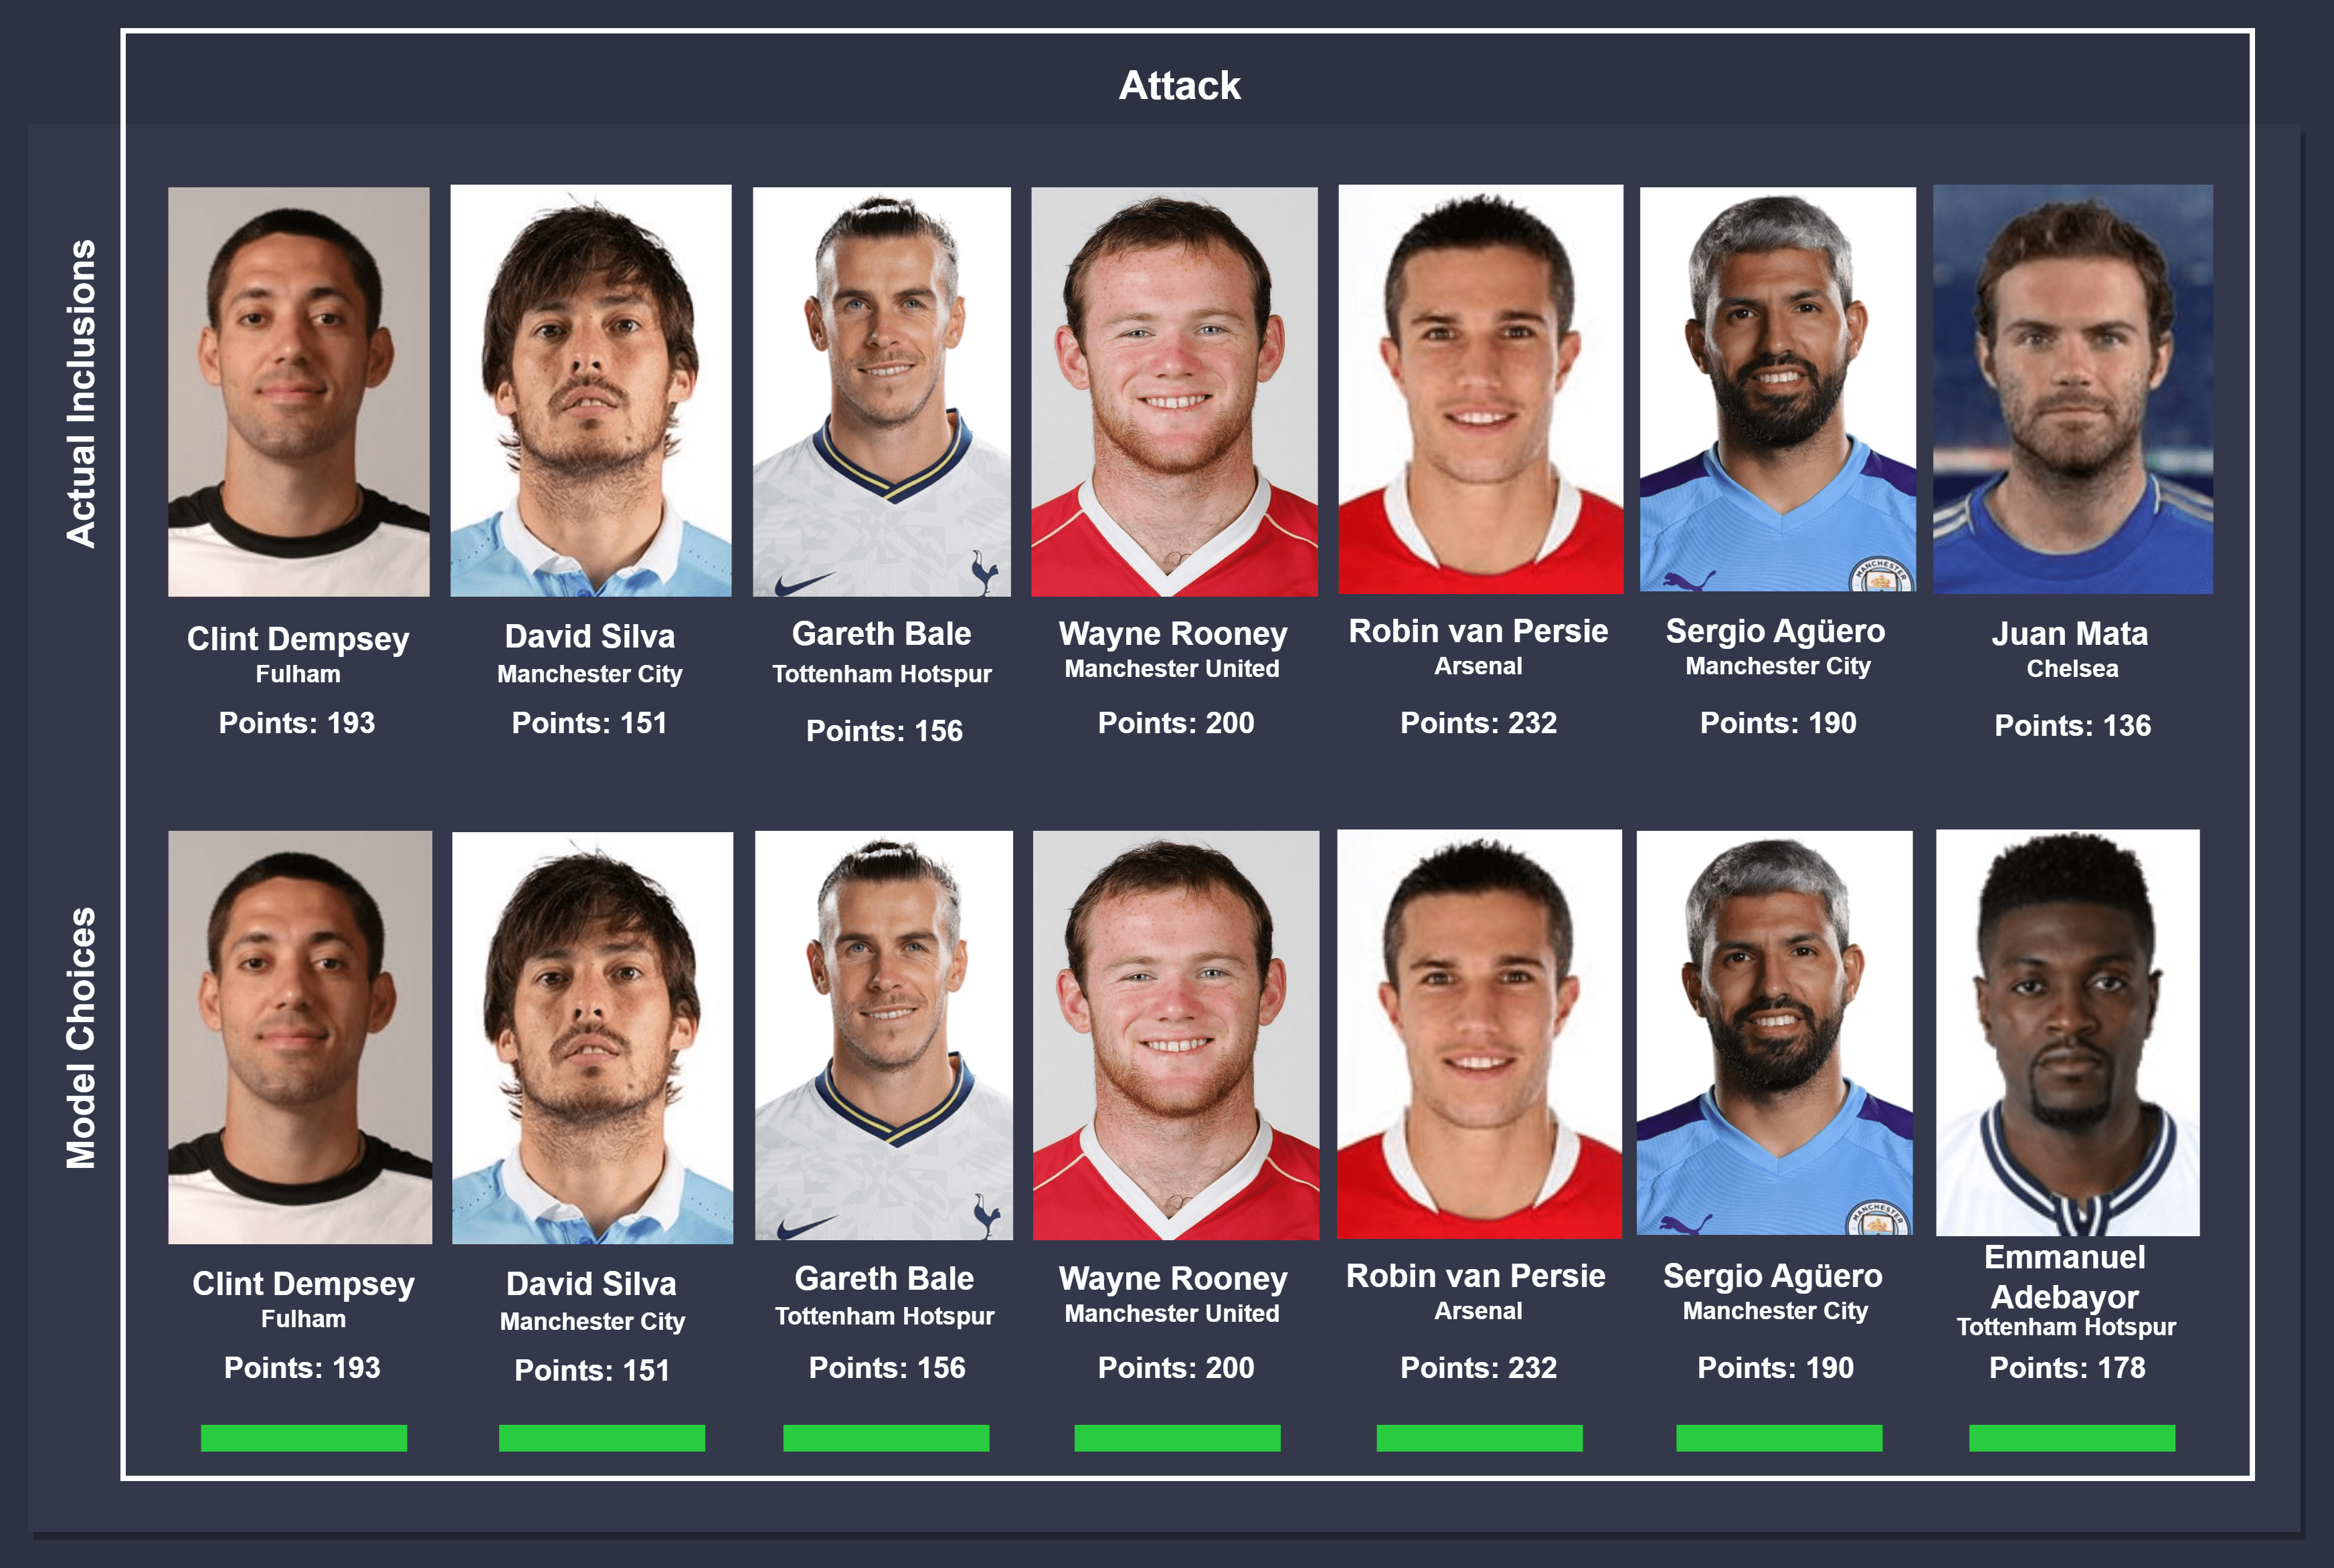 Attack
Actual Inclusions
Clint Dempsey
Fulham
Points: 193
David Silva
Manchester City
Points: 151
Gareth Bale
Tottenham Hotspur
Points: 156
Wayne Rooney
Manchester United
Points: 200
Robin van Persie
Arsenal
Points: 232
Sergio Agüero
Manchester City
Points: 190
MANCHESTER
Juan Mata
Chelsea
Points: 136
Model Choices
Clint Dempsey
Fulham
Points: 193
David Silva
Manchester City
Points: 151
Gareth Bale
Tottenham Hotspur
Points: 156
Wayne Rooney
Manchester United
Points: 200
Robin van Persie
Arsenal
Points: 232
MANCHESTER
Sergio Agüero
Manchester City
Points: 190
Emmanuel
Adebayor
Tottenham Hotspur
Points: 178